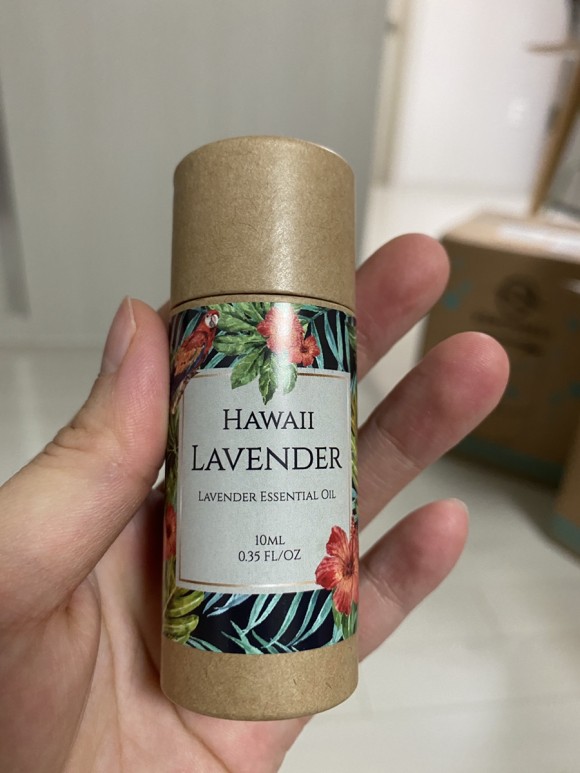 HAWAII
LAVENDER
LAVENDER ESSENTIAL OIL
10ML
0.35 FL/OZ